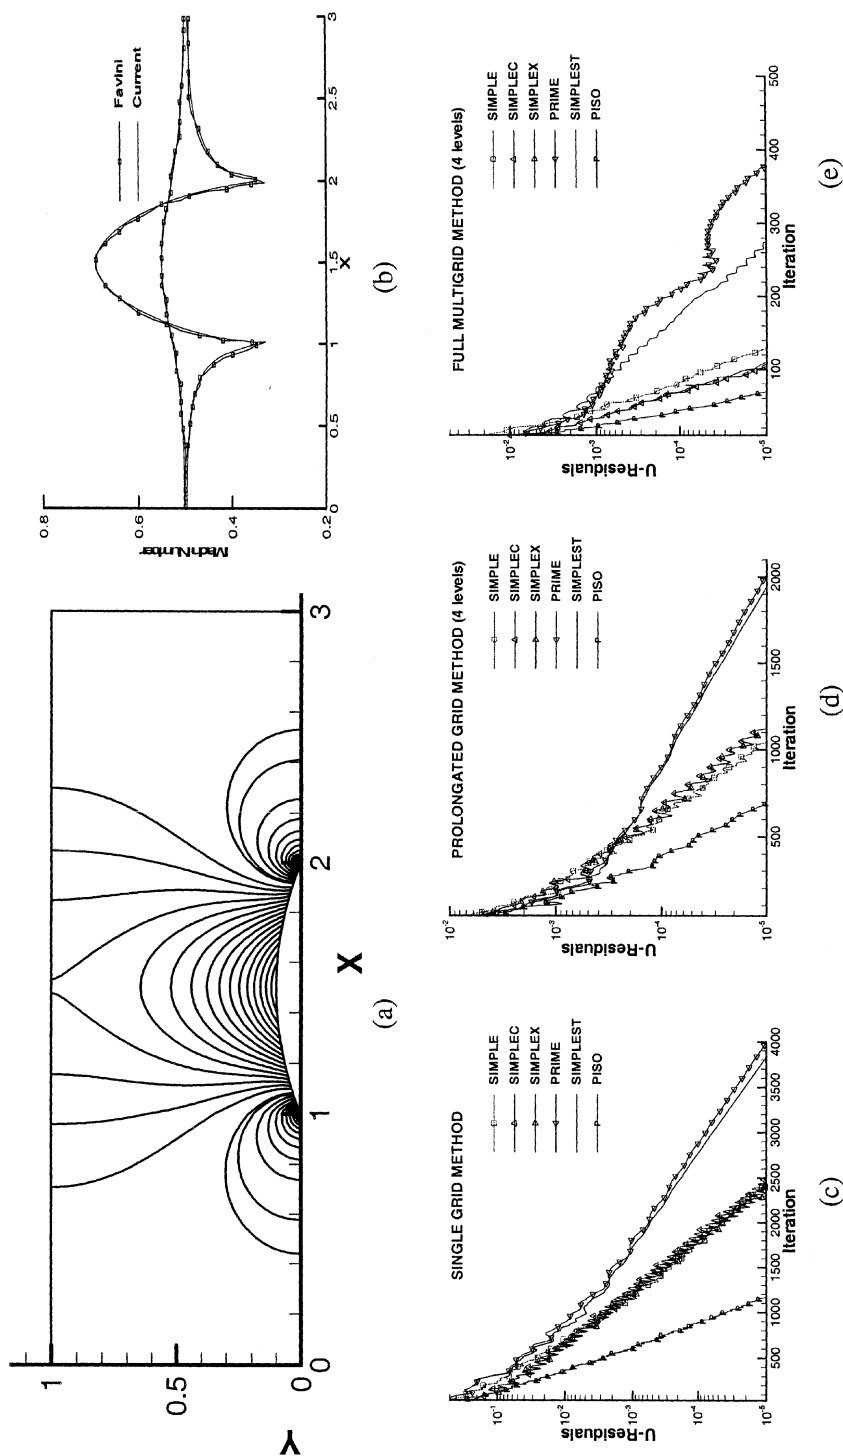 Y
1
0.5
0
0
1
2
3
X
(a)
Mach Number
0.8
0.6
0.4
0.2
0
0.5
1
1.5
2
2.5
3
X
Favini
Current
(b)
SINGLE GRID METHOD
SIMPLE
SIMPLEC
SIMPLEX
PRIME
SIMPLEST
PISO
U-Residuals
10-1
10-2
10-3
10-4
10-5
500
1000
1500
2000
2500
3000
3500
4000
Iteration
(c)
PROLONGATED GRID METHOD (4 levels)
SIMPLE
SIMPLEC
SIMPLEX
PRIME
SIMPLEST
PISO
U-Residuals
10-2
10-3
10-4
10-5
500
1000
1500
2000
Iteration
(d)
FULL MULTIGRID METHOD (4 levels)
SIMPLE
SIMPLEC
SIMPLEX
PRIME
SIMPLEST
PISO
U-Residuals
10-2
10-3
10-4
10-5
100
200
300
400
500
Iteration
(e)